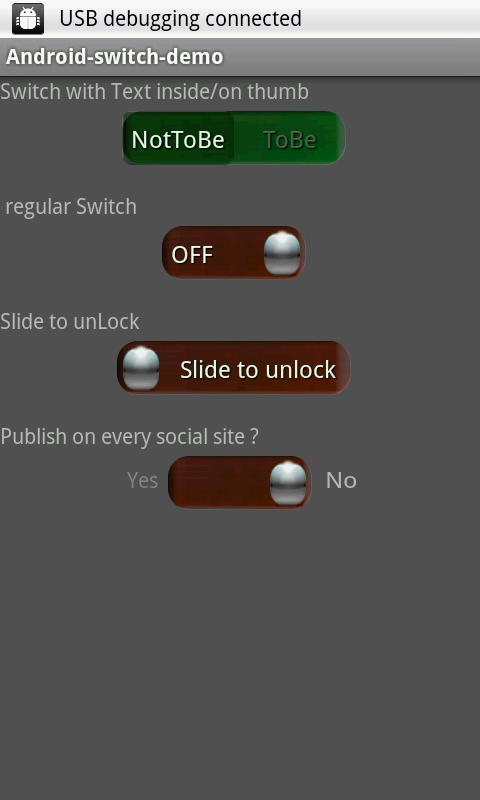 USB debugging connected
Android-switch-demo
Switch with Text inside/on thumb
NotToBe ToBe
regular Switch
OFF
Slide to unLock
Slide to unlock
Publish on every social site ?
Yes No